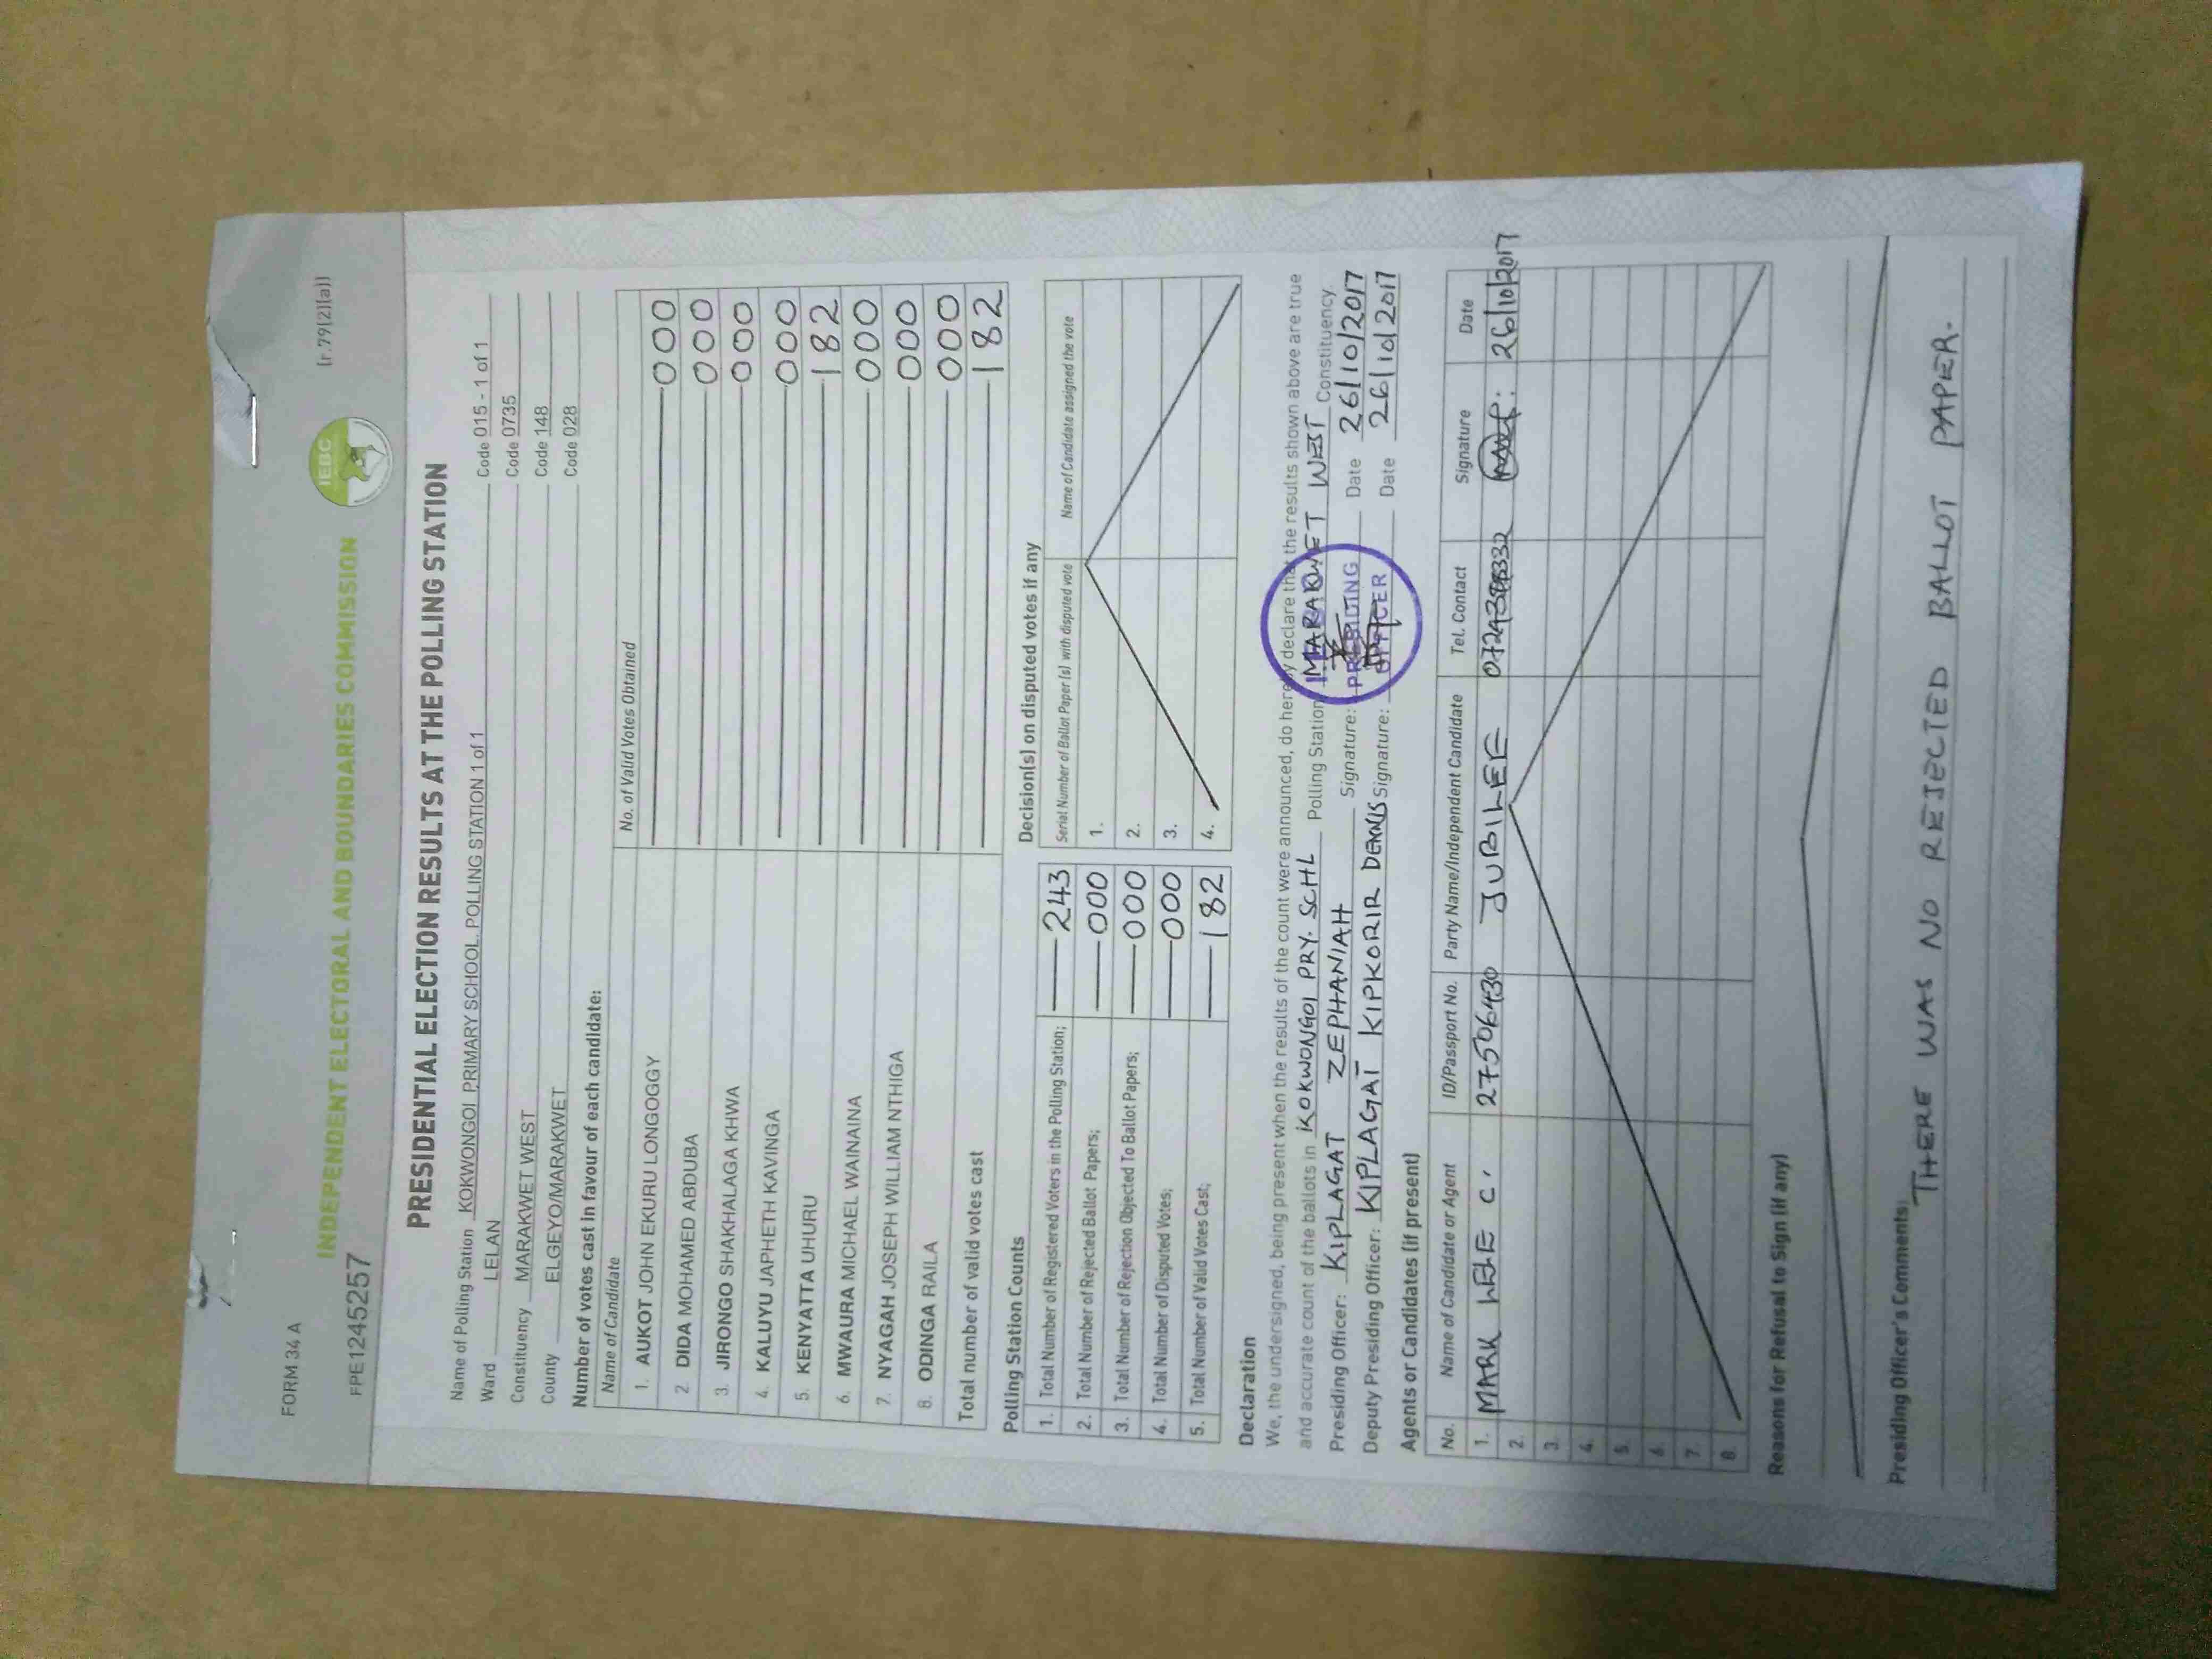 FORM 34 A
[r.79(2)(a)]
FPE1245257
INDEPENDENT ELECTORAL AND BOUNDARIES COMMISSION
IEBC
PRESIDENTIAL ELECTION RESULTS AT THE POLLING STATION
Name of Polling Station KOKWONGOI PRIMARY SCHOOL. POLLING STATION 1 of 1 Code 015 - 1 of 1
Ward LELAN Code 0735
Constituency MARAKWET WEST Code 148
County ELGEYO/MARAKWET Code 028
Number of votes cast in favour of each candidate:
Name of Candidate No. of Valid Votes Obtained
1. AUKOT JOHN EKURU LONGOGGY 000
2. DIDA MOHAMED ABDUBA 000
3. JIRONGO SHAKHALAGA KHWA 000
4. KALUYU JAPHETH KAVINGA 000
5. KENYATTA UHURU 182
6. MWAURA MICHAEL WAINAINA 000
7. NYAGAH JOSEPH WILLIAM NTHIGA 000
8. ODINGA RAILA 000
Total number of valid votes cast 182
Polling Station Counts
1. Total Number of Registered Voters in the Polling Station; 243
2. Total Number of Rejected Ballot Papers; 000
3. Total Number of Rejection Objected To Ballot Papers; 000
4. Total Number of Disputed Votes; 000
5. Total Number of Valid Votes Cast; 182
Decision(s) on disputed votes if any
Serial Number of Ballot Paper(s) with disputed vote Name of Candidate assigned the vote
1.
2.
3.
4.
Declaration
We, the undersigned, being present when the results of the count were announced, do hereby declare that the results shown above are true
and accurate count of the ballots in KOKWONGOI PRY. SCHL Polling Station MARAKWET WEST Constituency.
Presiding Officer: KIPLAGAT ZEPHANIAH Signature: Date 26/10/2017
Deputy Presiding Officer: KIPLAGAT KIPKORIR DENNIS Signature: Date 26/10/2017
PRESIDING
OFFICER
Agents or Candidates (if present)
No. Name of Candidate or Agent ID/Passport No. Party Name/Independent Candidate Tel. Contact Signature Date
1. MARK C. 27506430 JUBILEE 26/10/2017
2.
3.
4.
5.
6.
7.
8.
Reasons for Refusal to Sign (if any)
Presiding Officer's Comments:
THERE WAS NO REJECTED BALLOT PAPER.